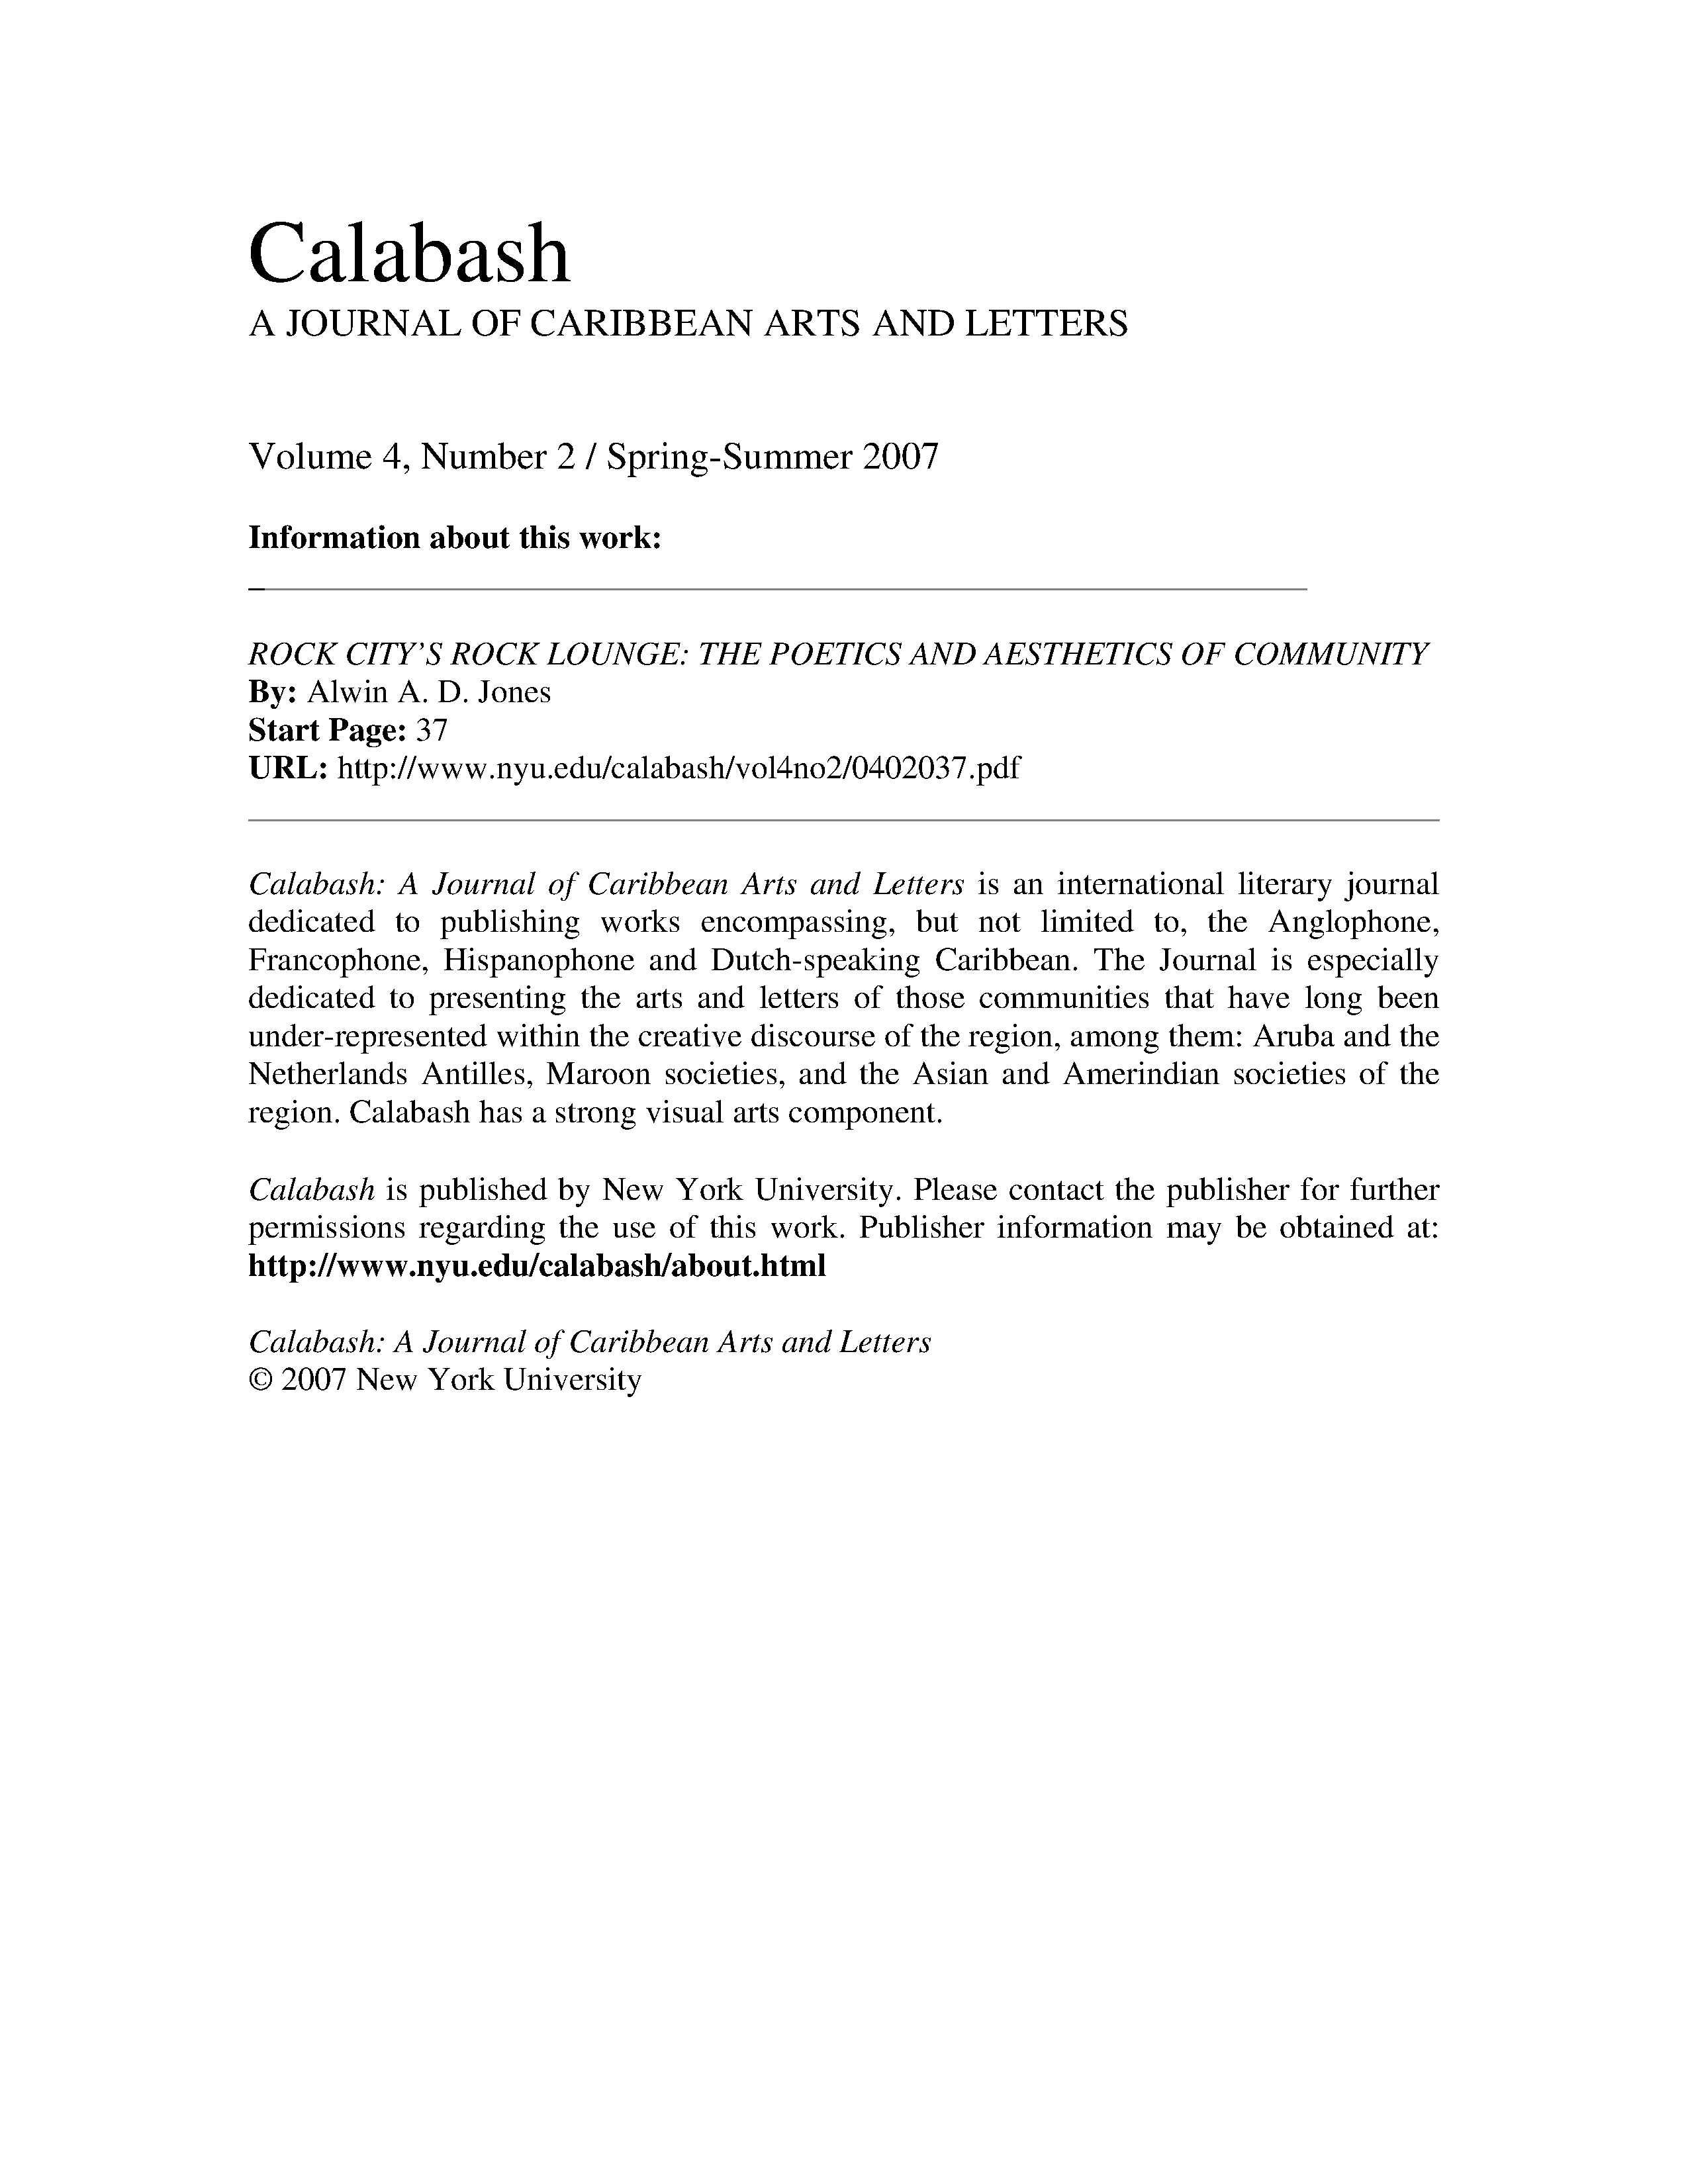 Calabash
A JOURNAL OF CARIBBEAN ARTS AND LETTERS
Volume 4, Number 2 / Spring-Summer 2007
Information about this work:
ROCK CITY'S ROCK LOUNGE: THE POETICS AND AESTHETICS OF COMMUNITY
By: Alwin A. D. Jones
Start Page: 37
URL: http://www.nyu.edu/calabash/vol4no2/0402037.pdf
Calabash: A Journal of Caribbean Arts and Letters is an international literary journal
dedicated to publishing works encompassing, but not limited to, the Anglophone,
Francophone, Hispanophone and Dutch-speaking Caribbean. The Journal is especially
dedicated to presenting the arts and letters of those communities that have long been
under-represented within the creative discourse of the region, among them: Aruba and the
Netherlands Antilles, Maroon societies, and the Asian and Amerindian societies of the
region. Calabash has a strong visual arts component.
Calabash is published by New York University. Please contact the publisher for further
permissions regarding the use of this work. Publisher information may be obtained at:
http://www.nyu.edu/calabash/about.html
Calabash: A Journal of Caribbean Arts and Letters
© 2007 New York University